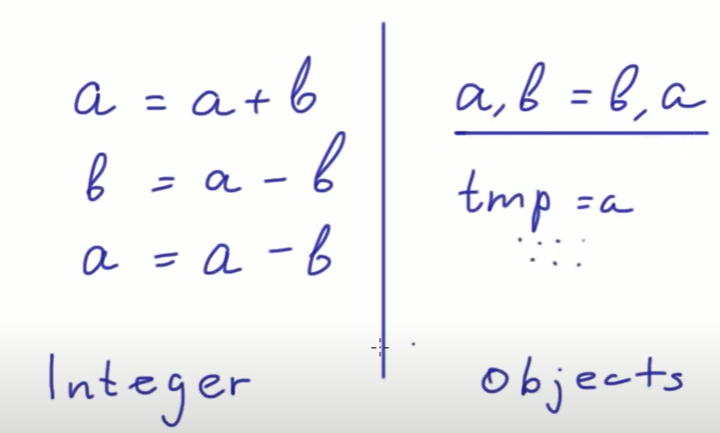 a = a + b
b = a - b
a = a - b
Integer
a, b = b, a
tmp = a
objects